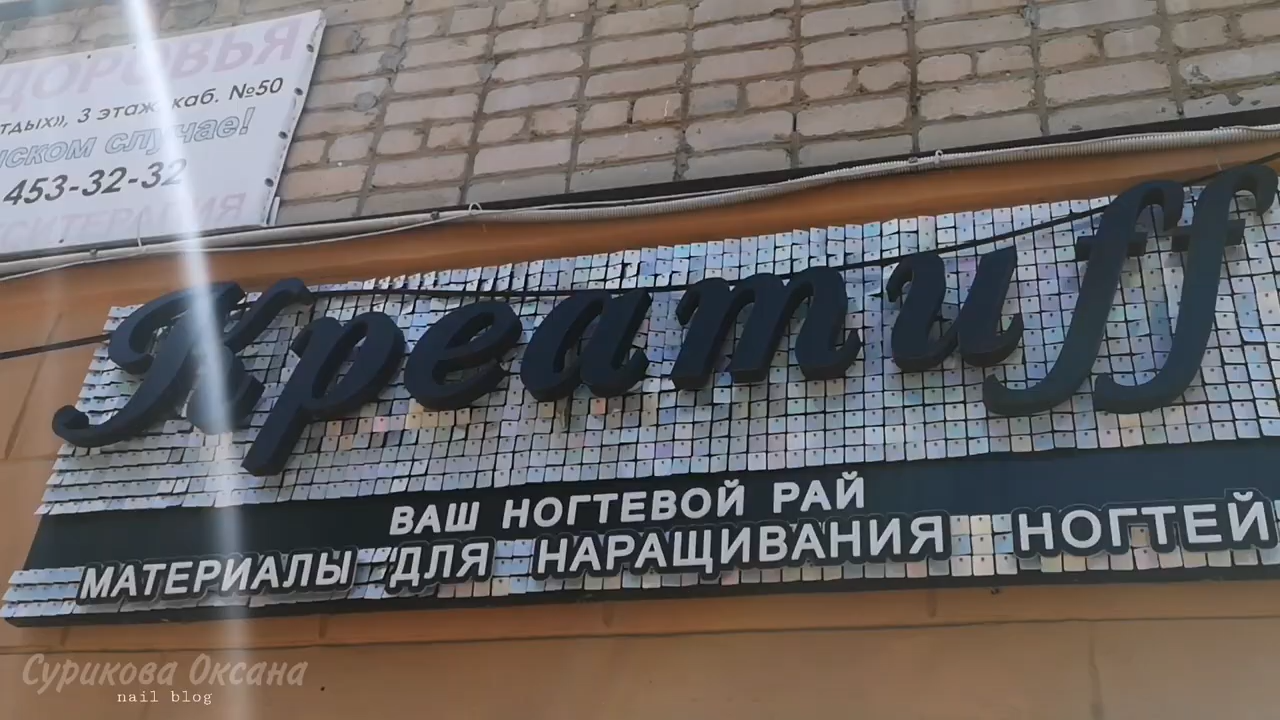 ДОРОВЬЯ
ТДЫХ», 3 этаж, каб. №50
случае!
453-32-32
Креатиff
ВАШ НОГТЕВОЙ РАЙ
МАТЕРИАЛЫ ДЛЯ НАРАЩИВАНИЯ НОГТЕЙ
Сурикова Оксана
nail blog